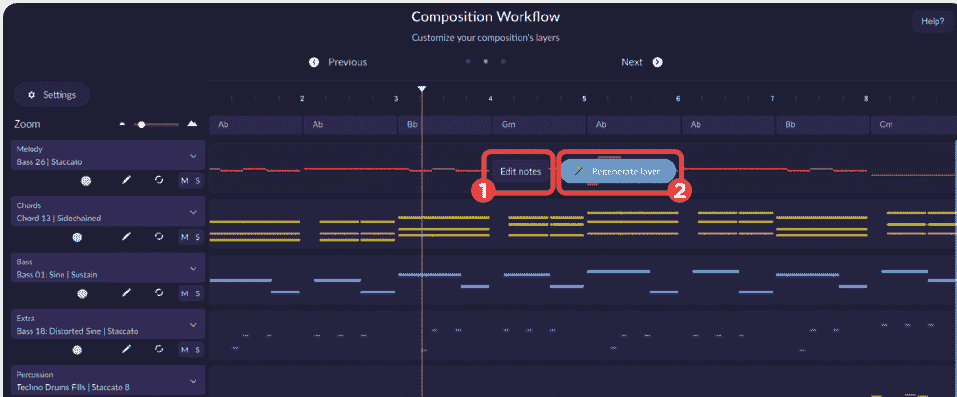 Composition Workflow
Help?
Customize your composition's layers
Previous
Next
Settings
2 3 4 5 6 7 8
Zoom
Ab Ab Bb Gm Ab Ab Bb Cm
Melody
Bass 26 | Staccato
Edit notes
Regenerate layer
1
2
M S
Chords
Chord 13 | Sidechained
M S
Bass
Bass 01: Sine | Sustain
M S
Extra
Bass 18: Distorted Sine | Staccato
M S
Percussion
Techno Drums Fills | Staccato 8